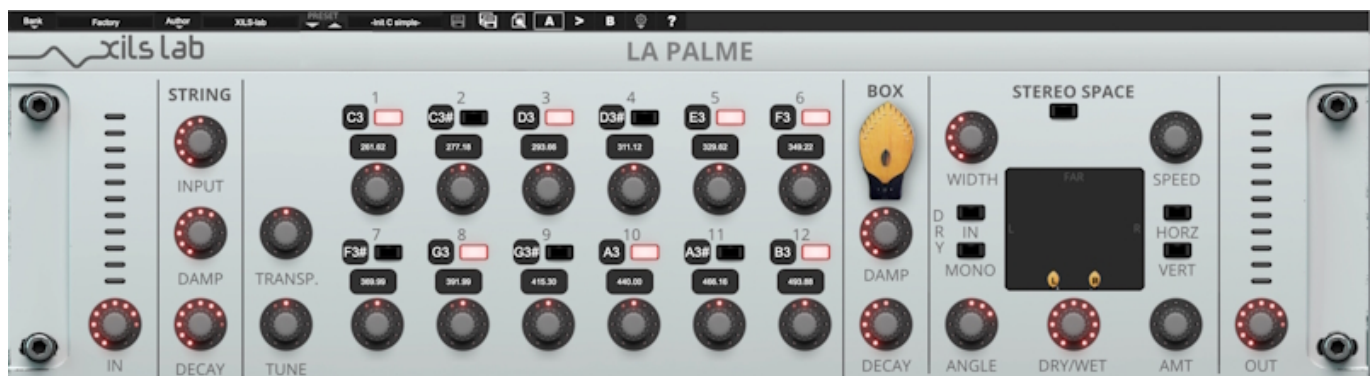 Bank Factory Author XILS-lab PRESET -Init C simple- A > B ?
xils lab LA PALME
STRING BOX STEREO SPACE
1 2 3 4 5 6
C3 C3# D3 D3# E3 F3
261.62 277.18 293.66 311.12 329.62 349.22
INPUT WIDTH FAR SPEED
7 8 9 10 11 12
F3# G3 G3# A3 A3# B3
DRY IN L R HORZ
MONO VERT
DAMP TRANSP. DAMP
369.99 391.99 415.30 440.00 466.16 493.88
L R
IN DECAY TUNE DECAY ANGLE DRY/WET AMT OUT